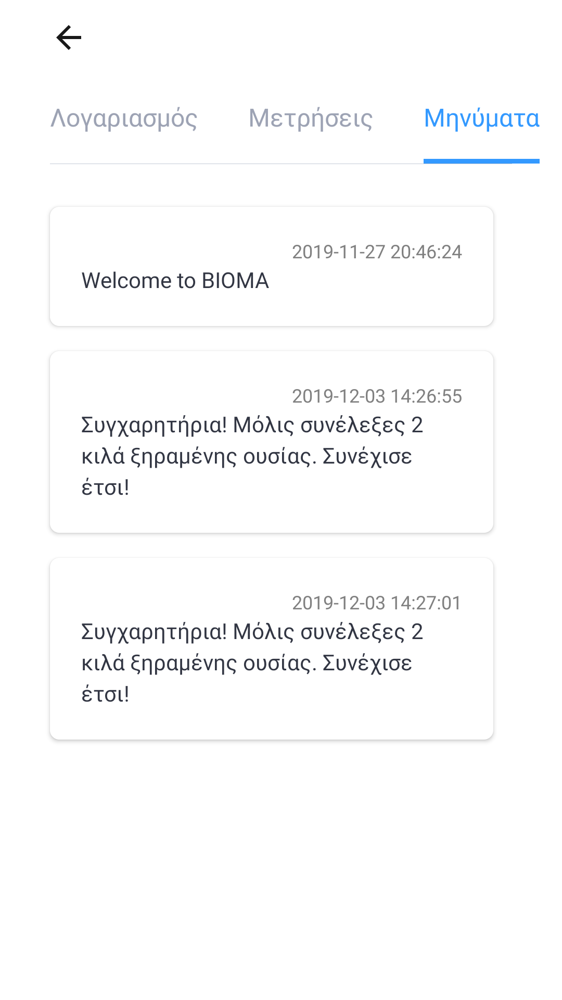 Λογαριασμός Μετρήσεις Μηνύματα
2019-11-27 20:46:24
Welcome to BIOMA
2019-12-03 14:26:55
Συγχαρητήρια! Μόλις συνέλεξες 2
κιλά ξηραμένης ουσίας. Συνέχισε
έτσι!
2019-12-03 14:27:01
Συγχαρητήρια! Μόλις συνέλεξες 2
κιλά ξηραμένης ουσίας. Συνέχισε
έτσι!